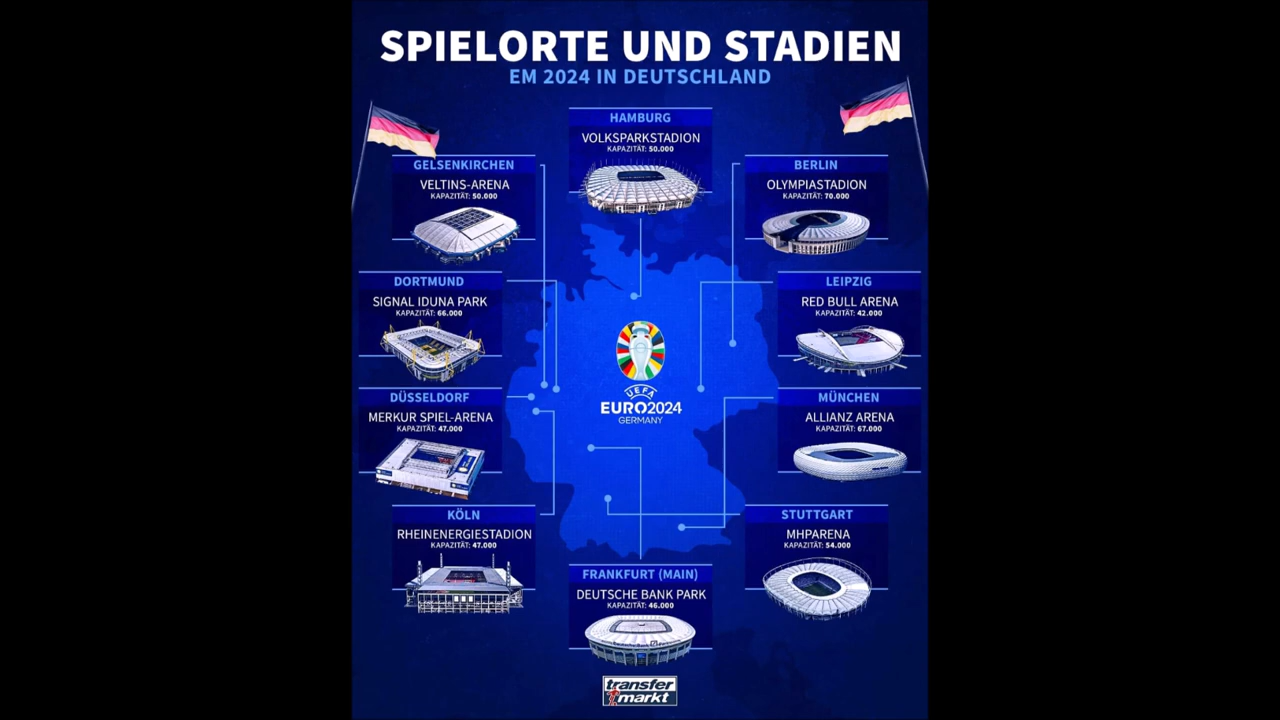 SPIELORTE UND STADIEN
EM 2024 IN DEUTSCHLAND
HAMBURG
VOLKSPARKSTADION
KAPAZITÄT: 50.000
GELSENKIRCHEN
VELTINS-ARENA
KAPAZITÄT: 50.000
BERLIN
OLYMPIASTADION
KAPAZITÄT: 70.000
DORTMUND
SIGNAL IDUNA PARK
KAPAZITÄT: 66.000
LEIPZIG
RED BULL ARENA
KAPAZITÄT: 42.000
UEFA
EURO2024
GERMANY
DÜSSELDORF
MERKUR SPIEL-ARENA
KAPAZITÄT: 47.000
MÜNCHEN
ALLIANZ ARENA
KAPAZITÄT: 67.000
KÖLN
RHEINENERGIESTADION
KAPAZITÄT: 47.000
STUTTGART
MHPARENA
KAPAZITÄT: 54.000
FRANKFURT (MAIN)
DEUTSCHE BANK PARK
KAPAZITÄT: 46.000
transfer
markt